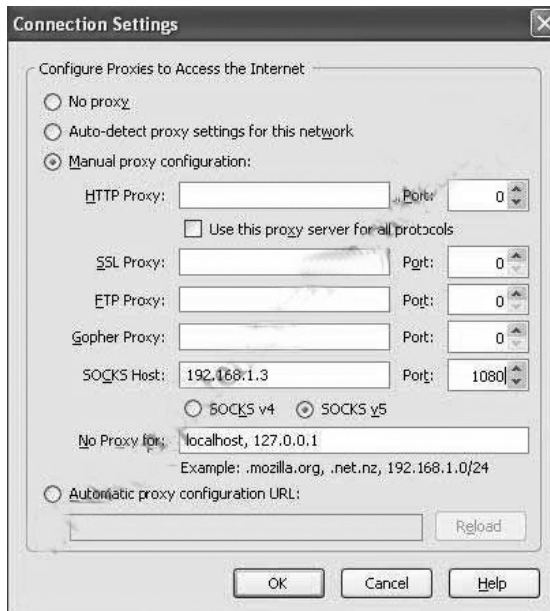 Connection Settings
Configure Proxies to Access the Internet
No proxy
Auto-detect proxy settings for this network
Manual proxy configuration:
HTTP Proxy: Port: 0
Use this proxy server for all protocols
SSL Proxy: Port: 0
FTP Proxy: Port: 0
Gopher Proxy: Port: 0
SOCKS Host: 192.168.1.3 Port: 1080
SOCKS v4 SOCKS v5
No Proxy for: localhost, 127.0.0.1
Example: .mozilla.org, .net.nz, 192.168.1.0/24
Automatic proxy configuration URL:
Reload
OK Cancel Help